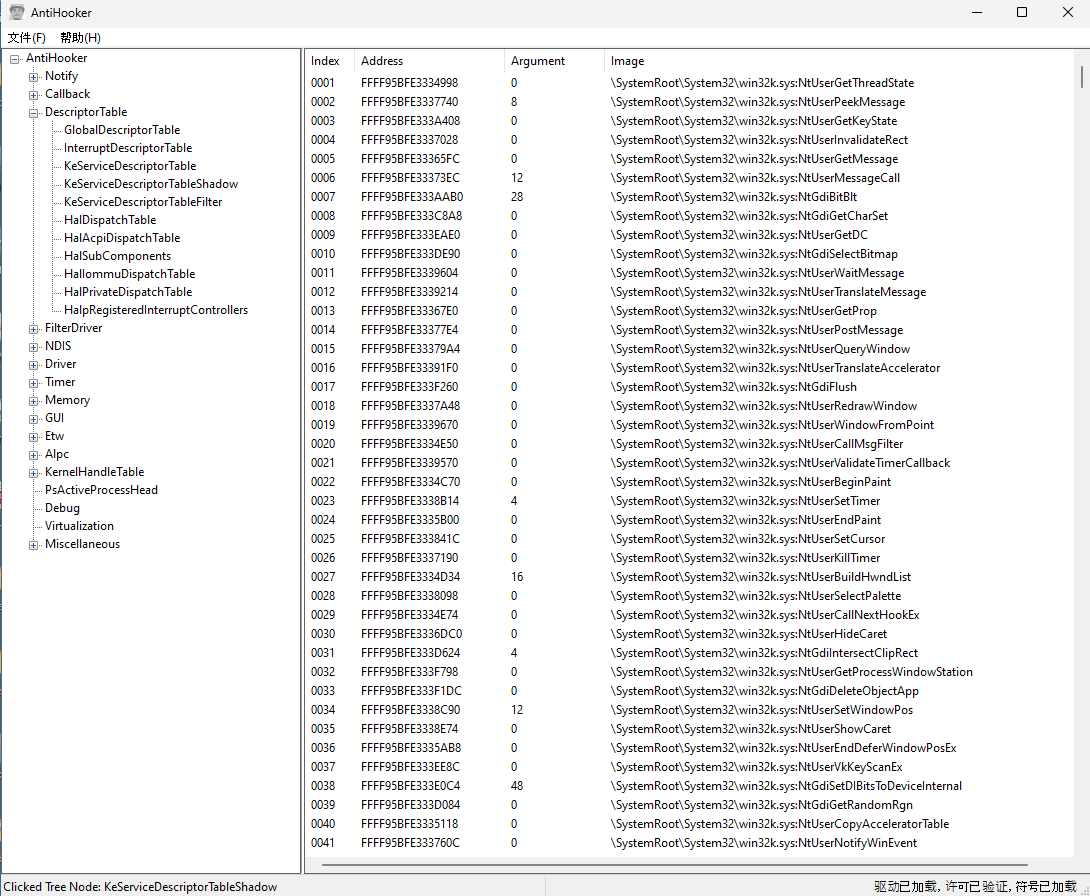 AntiHooker
文件(F) 帮助(H)
AntiHooker
Notify
Callback
DescriptorTable
GlobalDescriptorTable
InterruptDescriptorTable
KeServiceDescriptorTable
KeServiceDescriptorTableShadow
KeServiceDescriptorTableFilter
HalDispatchTable
HalAcpiDispatchTable
HalSubComponents
HalIommuDispatchTable
HalPrivateDispatchTable
HalpRegisteredInterruptControllers
FilterDriver
NDIS
Driver
Timer
Memory
GUI
Etw
Alpc
KernelHandleTable
PsActiveProcessHead
Debug
Virtualization
Miscellaneous
Index Address Argument Image
0001 FFFF95BFE3334998 0 \SystemRoot\System32\win32k.sys:NtUserGetThreadState
0002 FFFF95BFE3337740 8 \SystemRoot\System32\win32k.sys:NtUserPeekMessage
0003 FFFF95BFE333A408 0 \SystemRoot\System32\win32k.sys:NtUserGetKeyState
0004 FFFF95BFE3337028 0 \SystemRoot\System32\win32k.sys:NtUserInvalidateRect
0005 FFFF95BFE33365FC 0 \SystemRoot\System32\win32k.sys:NtUserGetMessage
0006 FFFF95BFE33373EC 12 \SystemRoot\System32\win32k.sys:NtUserMessageCall
0007 FFFF95BFE333AAB0 28 \SystemRoot\System32\win32k.sys:NtGdiBitBlt
0008 FFFF95BFE333C8A8 0 \SystemRoot\System32\win32k.sys:NtGdiGetCharSet
0009 FFFF95BFE333EAE0 0 \SystemRoot\System32\win32k.sys:NtUserGetDC
0010 FFFF95BFE333DE90 0 \SystemRoot\System32\win32k.sys:NtGdiSelectBitmap
0011 FFFF95BFE3339604 0 \SystemRoot\System32\win32k.sys:NtUserWaitMessage
0012 FFFF95BFE3339214 0 \SystemRoot\System32\win32k.sys:NtUserTranslateMessage
0013 FFFF95BFE33367E0 0 \SystemRoot\System32\win32k.sys:NtUserGetProp
0014 FFFF95BFE33377E4 0 \SystemRoot\System32\win32k.sys:NtUserPostMessage
0015 FFFF95BFE33379A4 0 \SystemRoot\System32\win32k.sys:NtUserQueryWindow
0016 FFFF95BFE33391F0 0 \SystemRoot\System32\win32k.sys:NtUserTranslateAccelerator
0017 FFFF95BFE333F260 0 \SystemRoot\System32\win32k.sys:NtGdiFlush
0018 FFFF95BFE3337A48 0 \SystemRoot\System32\win32k.sys:NtUserRedrawWindow
0019 FFFF95BFE3339670 0 \SystemRoot\System32\win32k.sys:NtUserWindowFromPoint
0020 FFFF95BFE3334E50 0 \SystemRoot\System32\win32k.sys:NtUserCallMsgFilter
0021 FFFF95BFE3339570 0 \SystemRoot\System32\win32k.sys:NtUserValidateTimerCallback
0022 FFFF95BFE3334C70 0 \SystemRoot\System32\win32k.sys:NtUserBeginPaint
0023 FFFF95BFE3338B14 4 \SystemRoot\System32\win32k.sys:NtUserSetTimer
0024 FFFF95BFE3335B00 0 \SystemRoot\System32\win32k.sys:NtUserEndPaint
0025 FFFF95BFE333841C 0 \SystemRoot\System32\win32k.sys:NtUserSetCursor
0026 FFFF95BFE3337190 0 \SystemRoot\System32\win32k.sys:NtUserKillTimer
0027 FFFF95BFE3334D34 16 \SystemRoot\System32\win32k.sys:NtUserBuildHwndList
0028 FFFF95BFE3338098 0 \SystemRoot\System32\win32k.sys:NtUserSelectPalette
0029 FFFF95BFE3334E74 0 \SystemRoot\System32\win32k.sys:NtUserCallNextHookEx
0030 FFFF95BFE3336DC0 0 \SystemRoot\System32\win32k.sys:NtUserHideCaret
0031 FFFF95BFE333D624 4 \SystemRoot\System32\win32k.sys:NtGdiIntersectClipRect
0032 FFFF95BFE333F798 0 \SystemRoot\System32\win32k.sys:NtUserGetProcessWindowStation
0033 FFFF95BFE333F1DC 0 \SystemRoot\System32\win32k.sys:NtGdiDeleteObjectApp
0034 FFFF95BFE3338C90 12 \SystemRoot\System32\win32k.sys:NtUserSetWindowPos
0035 FFFF95BFE3338E74 0 \SystemRoot\System32\win32k.sys:NtUserShowCaret
0036 FFFF95BFE3335AB8 0 \SystemRoot\System32\win32k.sys:NtUserEndDeferWindowPosEx
0037 FFFF95BFE333EE8C 0 \SystemRoot\System32\win32k.sys:NtUserVkKeyScanEx
0038 FFFF95BFE333E0C4 48 \SystemRoot\System32\win32k.sys:NtGdiSetDIBitsToDeviceInternal
0039 FFFF95BFE333D084 0 \SystemRoot\System32\win32k.sys:NtGdiGetRandomRgn
0040 FFFF95BFE3335118 0 \SystemRoot\System32\win32k.sys:NtUserCopyAcceleratorTable
0041 FFFF95BFE333760C 0 \SystemRoot\System32\win32k.sys:NtUserNotifyWinEvent
Clicked Tree Node: KeServiceDescriptorTableShadow
驱动已加载, 许可已验证, 符号已加载